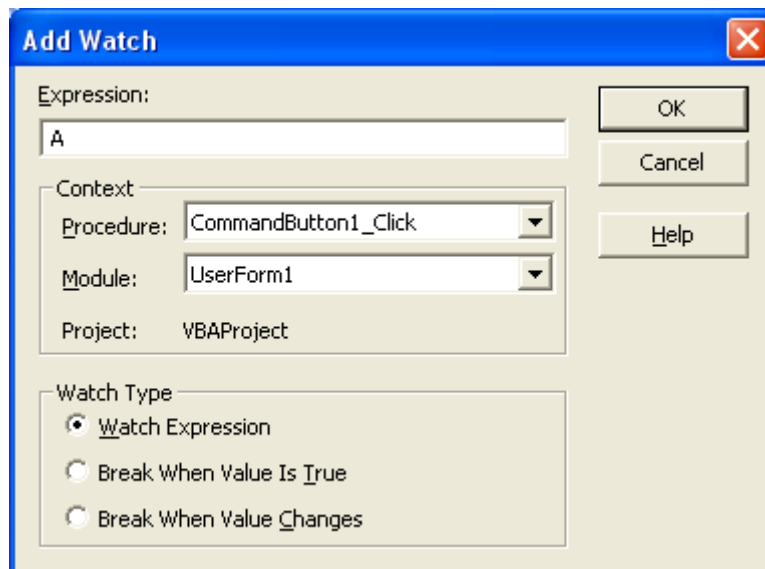 Add Watch
Expression:
A
OK
Cancel
Help
Context
Procedure: CommandButton1_Click
Module: UserForm1
Project: VBAProject
Watch Type
Watch Expression
Break When Value Is True
Break When Value Changes